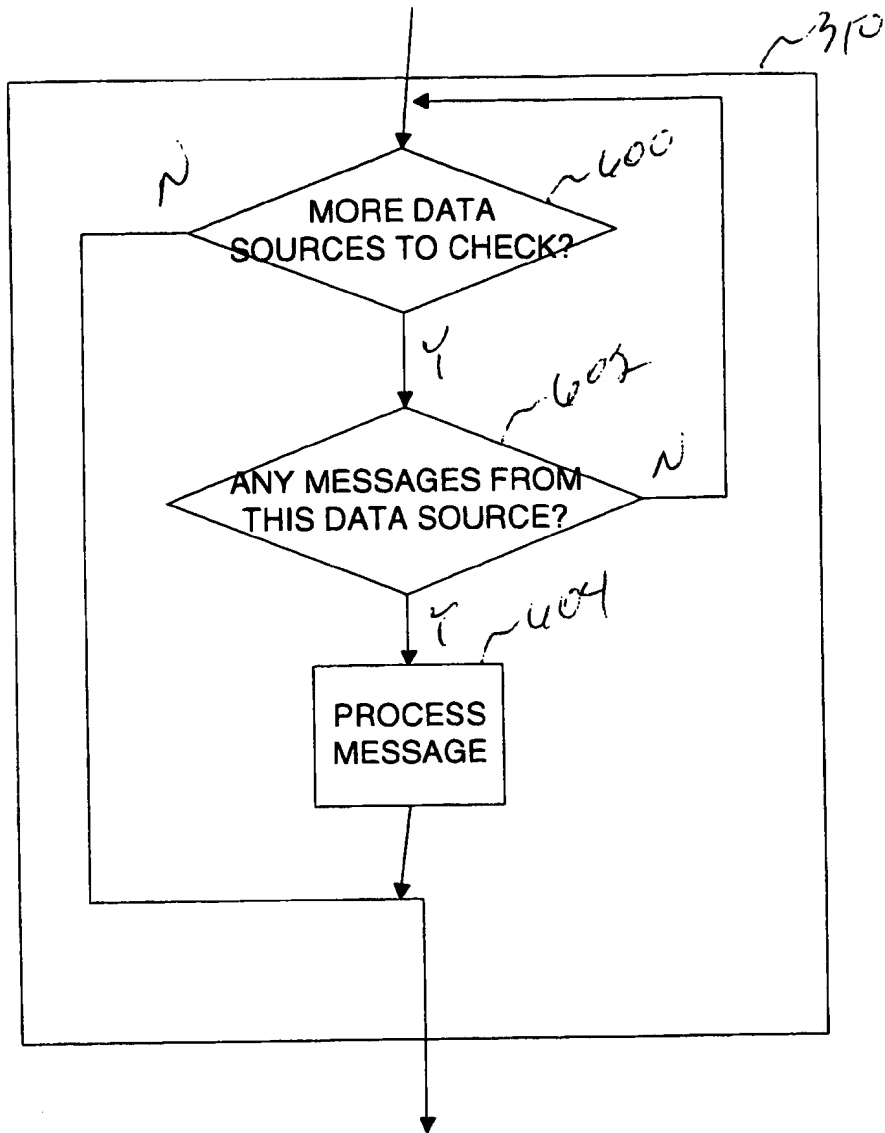 ~310
N
~600
MORE DATA
SOURCES TO CHECK?
Y
~602
ANY MESSAGES FROM
THIS DATA SOURCE?
N
Y
~604
PROCESS
MESSAGE